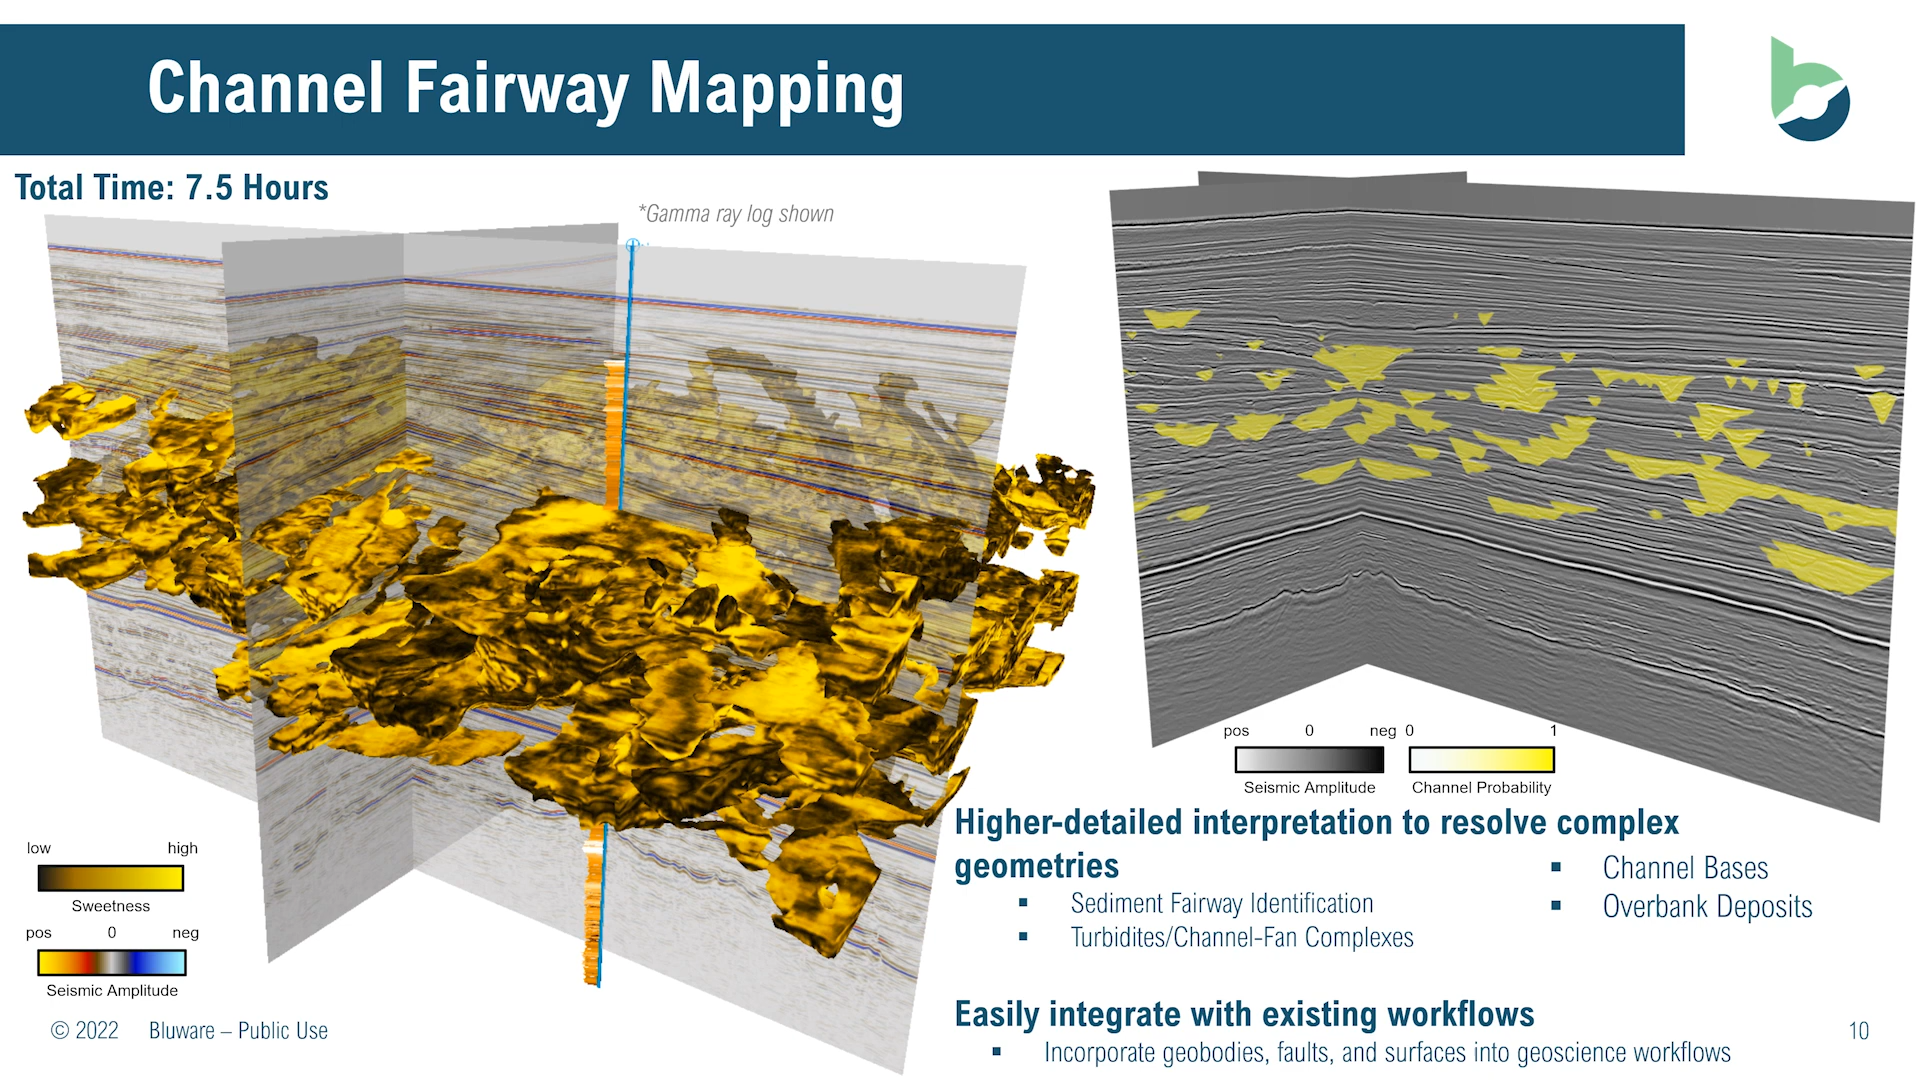 Channel Fairway Mapping
Total Time: 7.5 Hours
*Gamma ray log shown
low high
Sweetness
pos 0 neg
Seismic Amplitude
pos 0 neg
Seismic Amplitude
0 1
Channel Probability
Higher-detailed interpretation to resolve complex
geometries
▪ Sediment Fairway Identification
▪ Turbidites/Channel-Fan Complexes
▪ Channel Bases
▪ Overbank Deposits
Easily integrate with existing workflows
▪ Incorporate geobodies, faults, and surfaces into geoscience workflows
© 2022 Bluware – Public Use
10